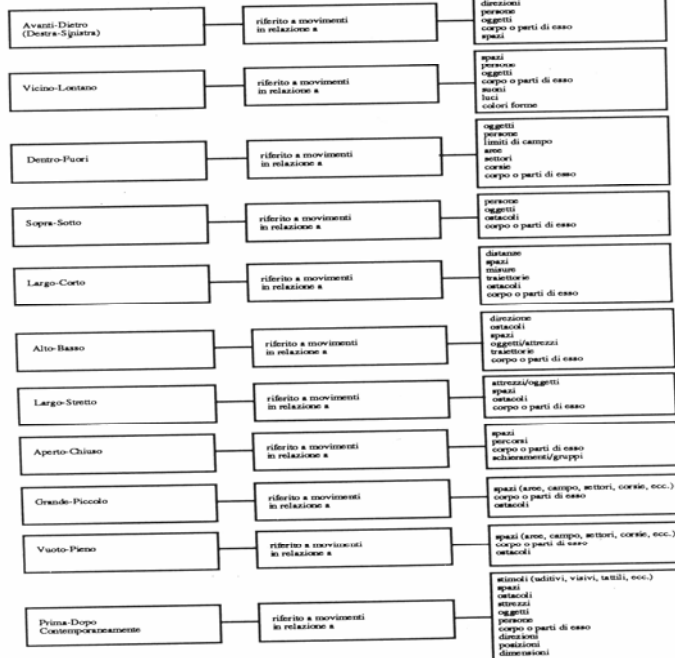 Avanti-Dietro
(Destra-Sinistra)
riferito a movimenti
in relazione a
direzioni
persone
oggetti
corpo o parti di esso
spazi
Vicino-Lontano
riferito a movimenti
in relazione a
spazi
persone
oggetti
corpo o parti di esso
suoni
luci
colori forme
Dentro-Fuori
riferito a movimenti
in relazione a
oggetti
persone
limiti di campo
aree
settori
corsie
corpo o parti di esso
Sopra-Sotto
riferito a movimenti
in relazione a
persone
oggetti
ostacoli
corpo o parti di esso
Largo-Corto
riferito a movimenti
in relazione a
distanze
spazi
misure
traiettorie
ostacoli
corpo o parti di esso
Alto-Basso
riferito a movimenti
in relazione a
direzione
ostacoli
spazi
oggetti/attrezzi
traiettorie
corpo o parti di esso
Largo-Stretto
riferito a movimenti
in relazione a
attrezzi/oggetti
spazi
ostacoli
corpo o parti di esso
Aperto-Chiuso
riferito a movimenti
in relazione a
spazi
percorsi
corpo o parti di esso
schieramenti/gruppi
Grande-Piccolo
riferito a movimenti
in relazione a
spazi (aree, campo, settori, corsie, ecc.)
corpo o parti di esso
ostacoli
Vuoto-Pieno
riferito a movimenti
in relazione a
spazi (aree, campo, settori, corsie, ecc.)
corpo o parti di esso
ostacoli
Prima-Dopo
Contemporaneamente
riferito a movimenti
in relazione a
stimoli (uditivi, visivi, tattili, ecc.)
spazi
ostacoli
attrezzi
oggetti
persone
corpo o parti di esso
direzioni
posizioni
dimensioni